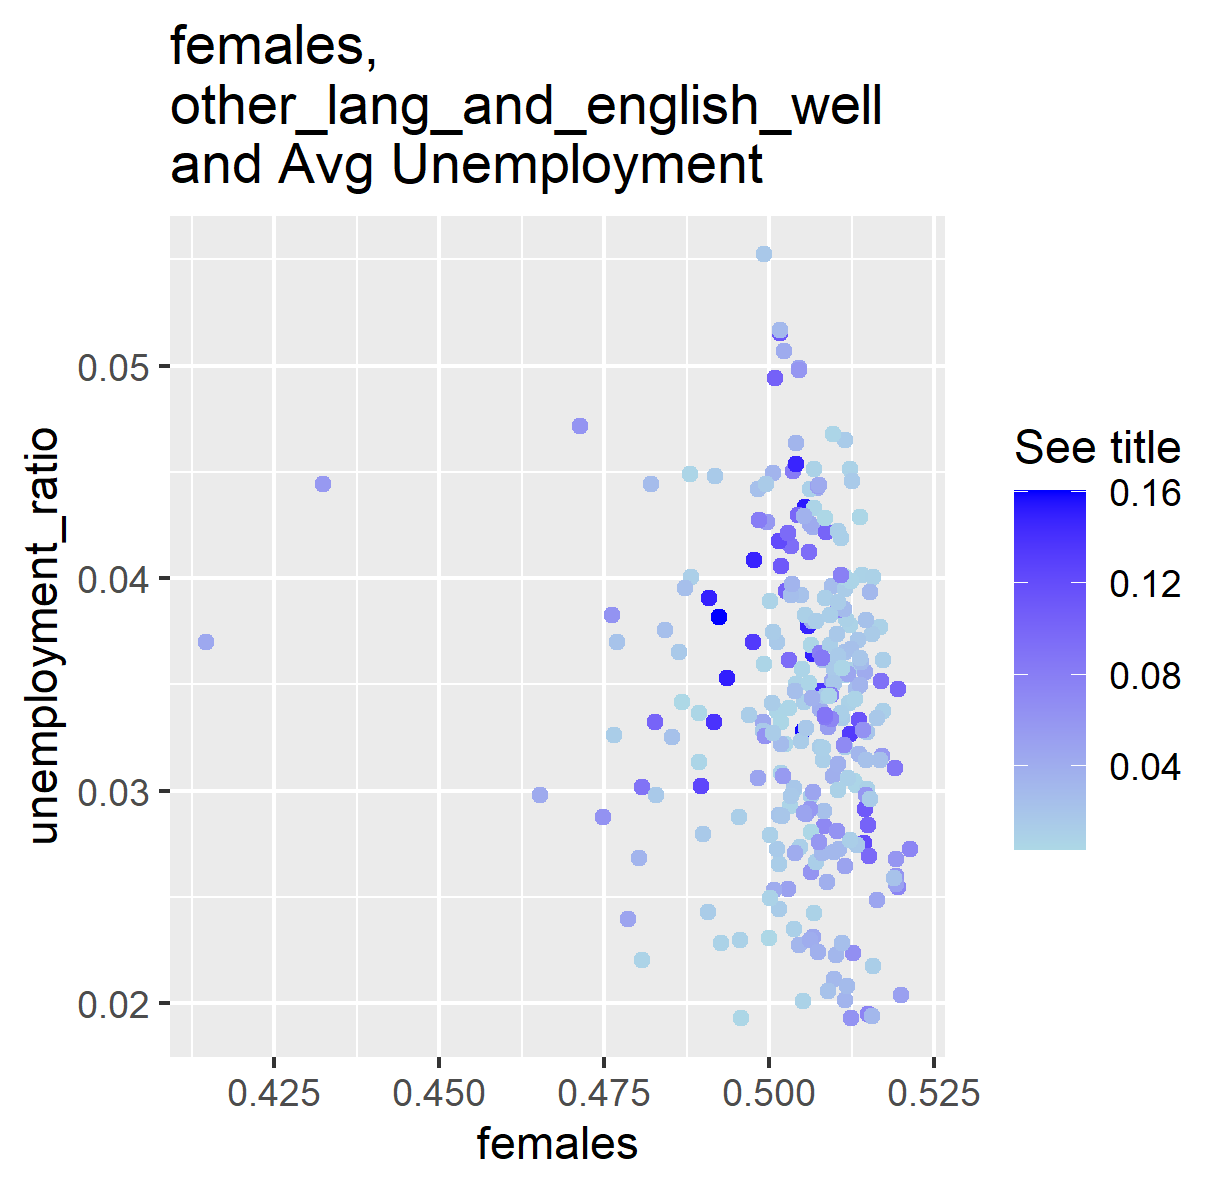 females,
other_lang_and_english_well
and Avg Unemployment
unemployment_ratio
0.05
0.04
0.03
0.02
0.425
0.450
0.475
0.500
0.525
females
See title
0.16
0.12
0.08
0.04